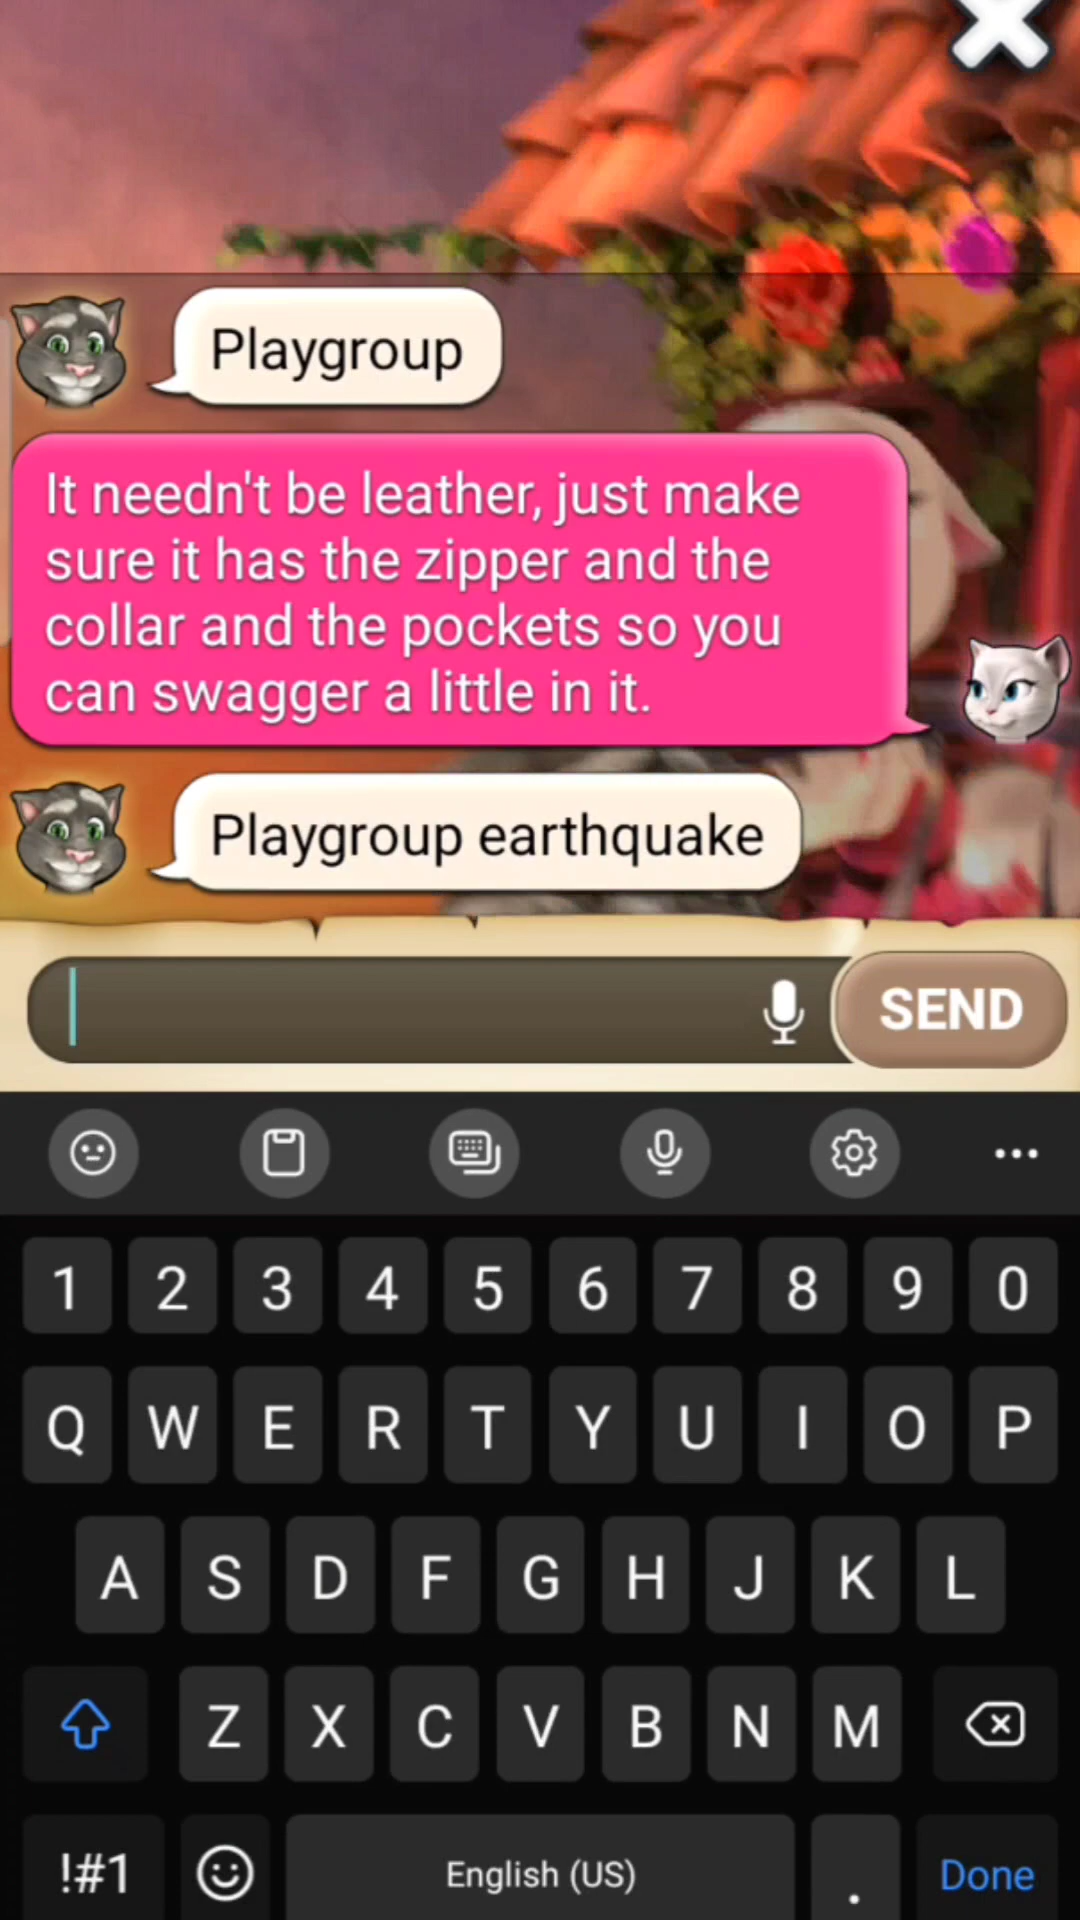 Playgroup
It needn't be leather, just make
sure it has the zipper and the
collar and the pockets so you
can swagger a little in it.
Playgroup earthquake
SEND
1 2 3 4 5 6 7 8 9 0
Q W E R T Y U I O P
A S D F G H J K L
Z X C V B N M
!#1 English (US) . Done